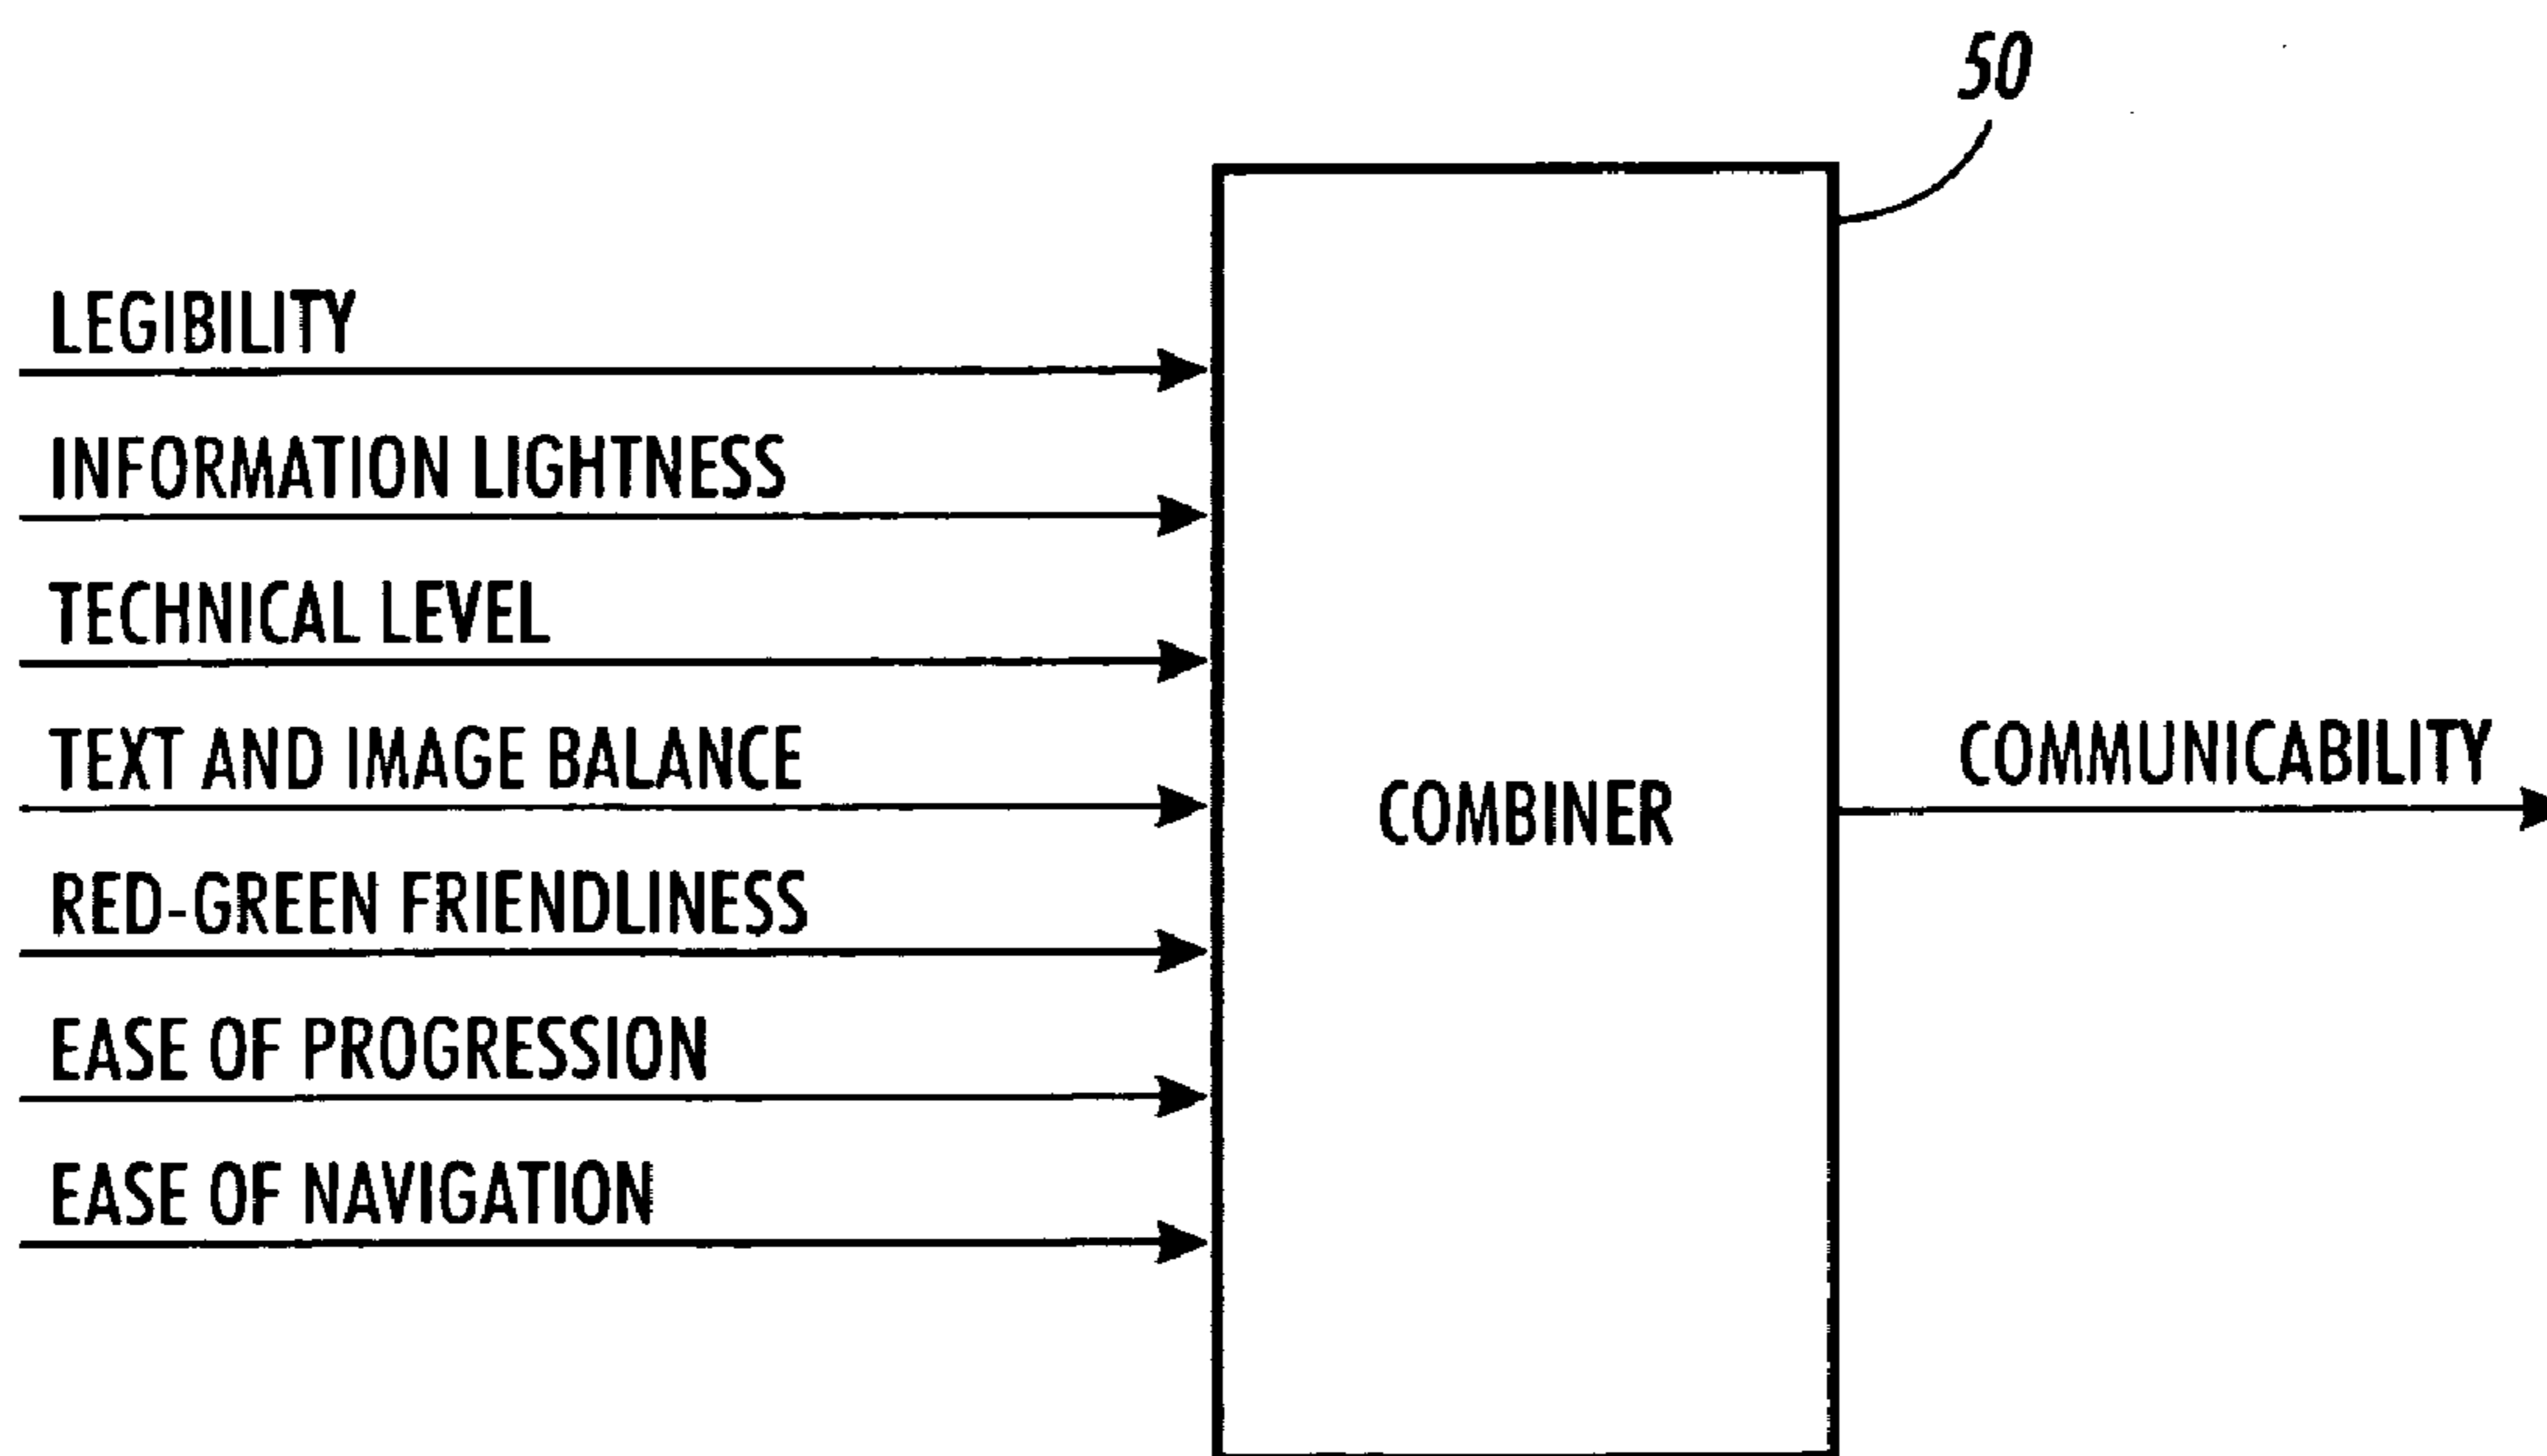 50
LEGIBILITY
INFORMATION LIGHTNESS
TECHNICAL LEVEL
TEXT AND IMAGE BALANCE
RED-GREEN FRIENDLINESS
EASE OF PROGRESSION
EASE OF NAVIGATION
COMBINER
COMMUNICABILITY